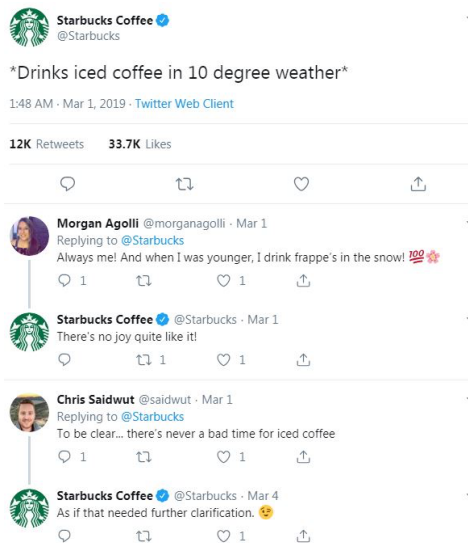 Starbucks Coffee
@Starbucks
*Drinks iced coffee in 10 degree weather*
1:48 AM · Mar 1, 2019 · Twitter Web Client
12K Retweets 33.7K Likes
Morgan Agolli @morganagolli · Mar 1
Replying to @Starbucks
Always me! And when I was younger, I drink frappe's in the snow! 💯🌸
1 1
Starbucks Coffee @Starbucks · Mar 1
There's no joy quite like it!
1 1
Chris Saidwut @saidwut · Mar 1
Replying to @Starbucks
To be clear... there's never a bad time for iced coffee
1 1
Starbucks Coffee @Starbucks · Mar 4
As if that needed further clarification. 😉
1